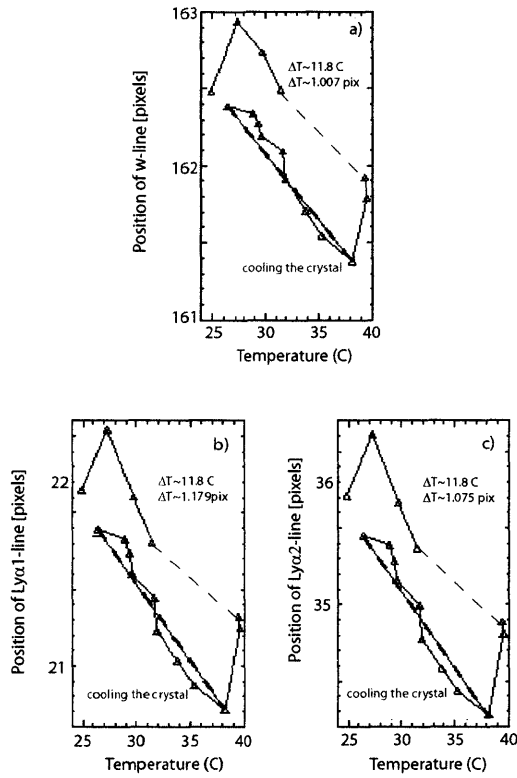 163
a)
ΔT~11.8 C
ΔT~1.007 pix
162
Position of w-line [pixels]
cooling the crystal
161
25 30 35 40
Temperature (C)
b)
ΔT~11.8 C
ΔT~1.179pix
22
Position of Lyα1-line [pixels]
21
cooling the crystal
25 30 35 40
Temperature (C)
c)
36
ΔT~11.8 C
ΔT~1.075 pix
Position of Lyα2-line [pixels]
35
cooling the crystal
25 30 35 40
Temperature (C)